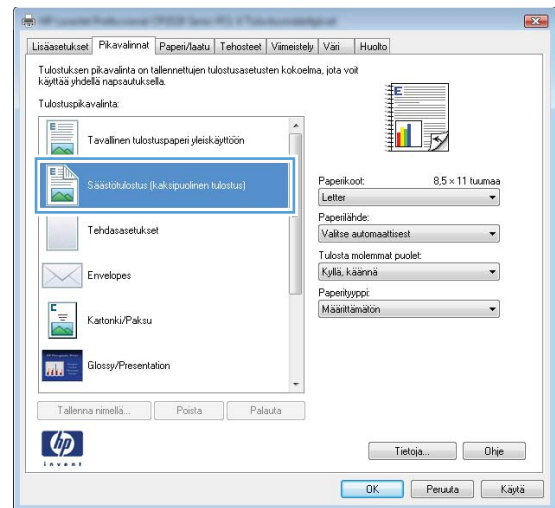 Lisäasetukset Pikavalinnat Paperi/laatu Tehosteet Viimeistely Väri Huolto
Tulostuksen pikavalinta on tallennettujen tulostusasetusten kokoelma, jota voit
käyttää yhdellä napsautuksella.
Tulostuspikavalinta:
Tavallinen tulostuspaperi yleiskäyttöön
Säästötulostus (kaksipuolinen tulostus)
Tehdasasetukset
Envelopes
Kartonki/Paksu
Glossy/Presentation
Tallenna nimellä... Poista Palauta
E
Paperikoot: 8,5 × 11 tuumaa
Letter
Paperilähde:
Valitse automaattisest
Tulosta molemmat puolet:
Kyllä, käännä
Paperityyppi:
Määrittämätön
hp
invent
Tietoja... Ohje
OK Peruuta Käytä